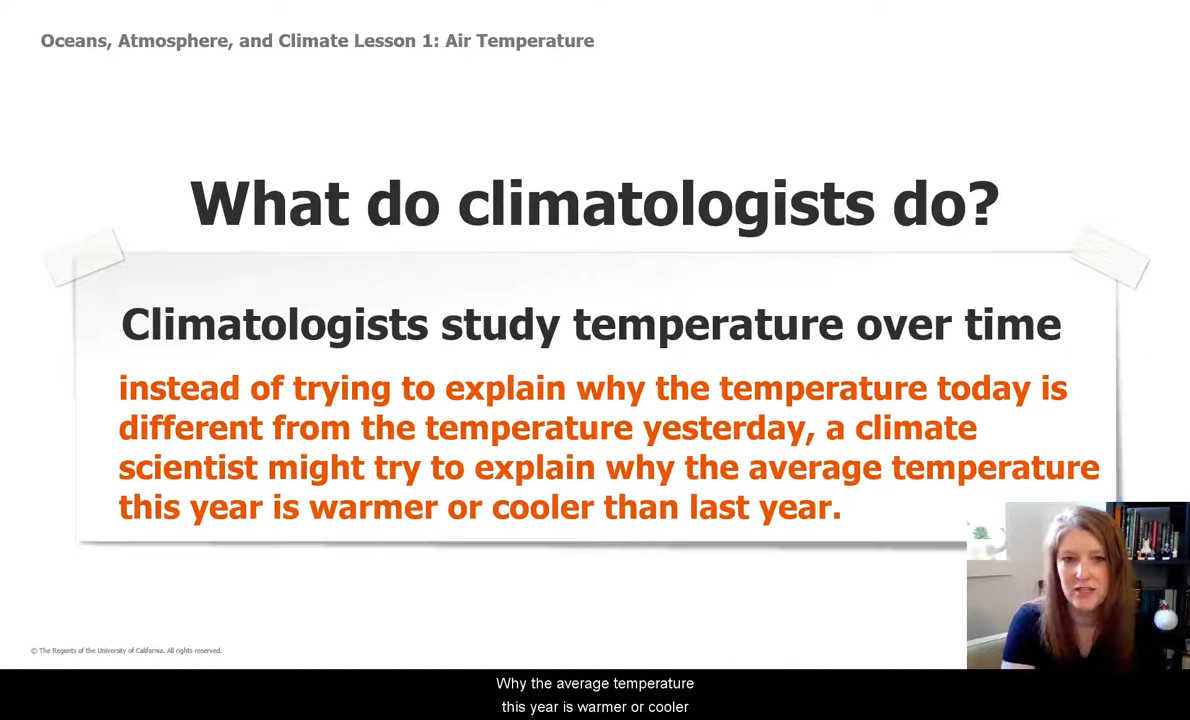 Oceans, Atmosphere, and Climate Lesson 1: Air Temperature
What do climatologists do?
Climatologists study temperature over time
instead of trying to explain why the temperature today is
different from the temperature yesterday, a climate
scientist might try to explain why the average temperature
this year is warmer or cooler than last year.
© The Regents of the University of California. All rights reserved.
Why the average temperature
this year is warmer or cooler